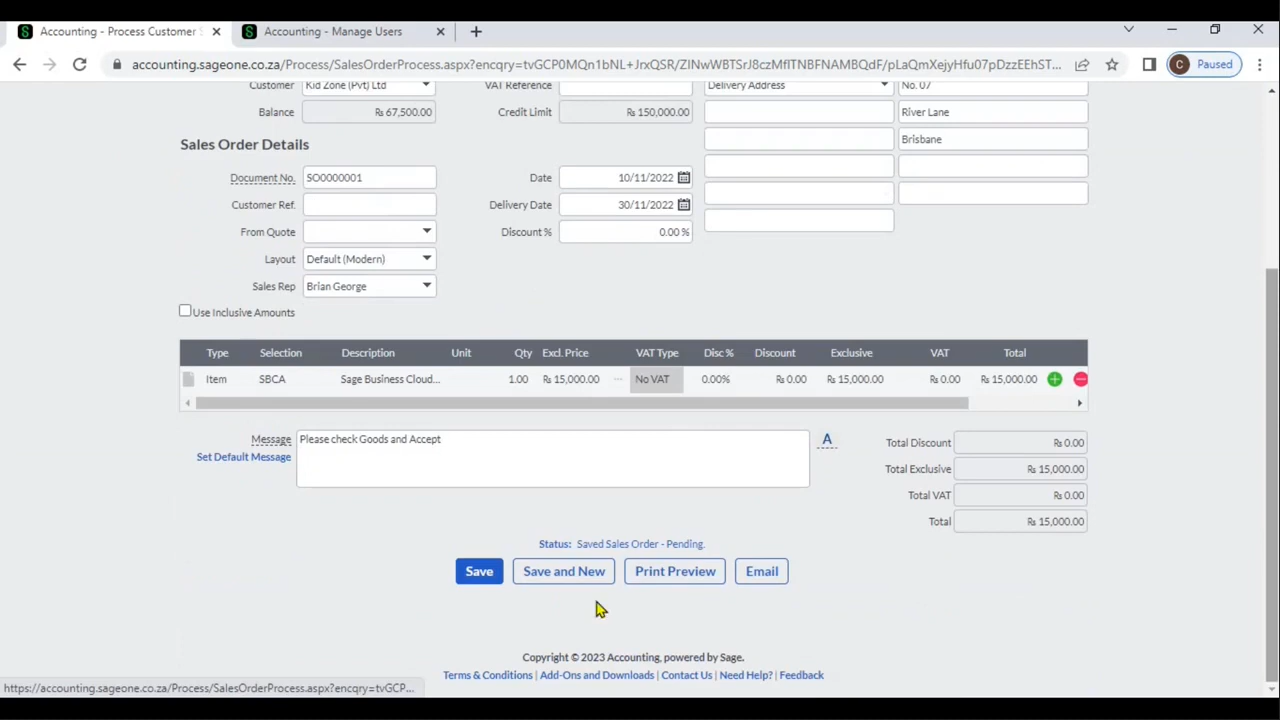 Accounting - Process Customer S
Accounting - Manage Users
accounting.sageone.co.za/Process/SalesOrderProcess.aspx?encqry=tvGCP0MQn1bNL+JrxQSR/ZlNwWBTSrJ8czMflTNBFNAMBQdF/pLaQmXejyHfu07pDzzEEhST...
C Paused
Customer Kid Zone (Pvt) Ltd VAT Reference Delivery Address No. 07
Balance ₨ 67,500.00 Credit Limit ₨ 150,000.00 River Lane
Brisbane
Sales Order Details
Document No. SO0000001 Date 10/11/2022
Customer Ref. Delivery Date 30/11/2022
From Quote Discount % 0.00 %
Layout Default (Modern)
Sales Rep Brian George
Use Inclusive Amounts
Type Selection Description Unit Qty Excl. Price VAT Type Disc % Discount Exclusive VAT Total
Item SBCA Sage Business Cloud... 1.00 ₨ 15,000.00 ... No VAT 0.00% ₨ 0.00 ₨ 15,000.00 ₨ 0.00 ₨ 15,000.00
Message Please check Goods and Accept A
Set Default Message
Total Discount ₨ 0.00
Total Exclusive ₨ 15,000.00
Total VAT ₨ 0.00
Total ₨ 15,000.00
Status: Saved Sales Order - Pending.
Save Save and New Print Preview Email
Copyright © 2023 Accounting, powered by Sage.
Terms & Conditions | Add-Ons and Downloads | Contact Us | Need Help? | Feedback
https://accounting.sageone.co.za/Process/SalesOrderProcess.aspx?encqry=tvGCP...